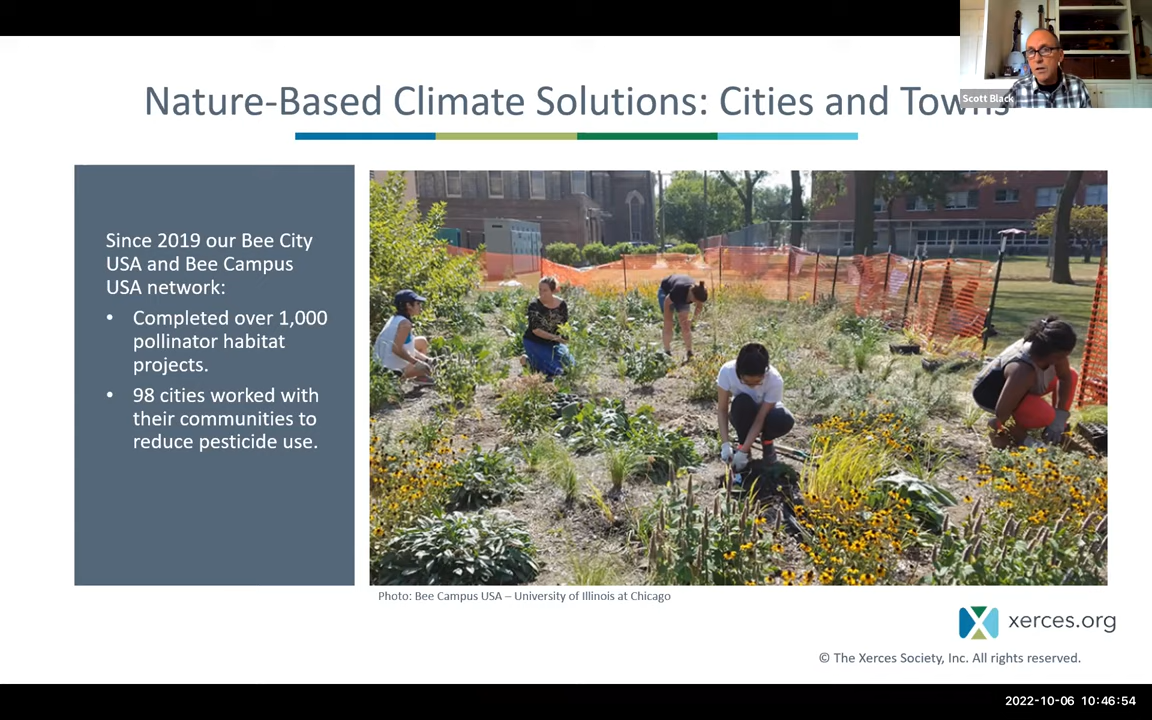 Nature-Based Climate Solutions: Cities and Towns
Scott Black
Since 2019 our Bee City
USA and Bee Campus
USA network:
• Completed over 1,000
pollinator habitat
projects.
• 98 cities worked with
their communities to
reduce pesticide use.
Photo: Bee Campus USA – University of Illinois at Chicago
xerces.org
© The Xerces Society, Inc. All rights reserved.
2022-10-06 10:46:54